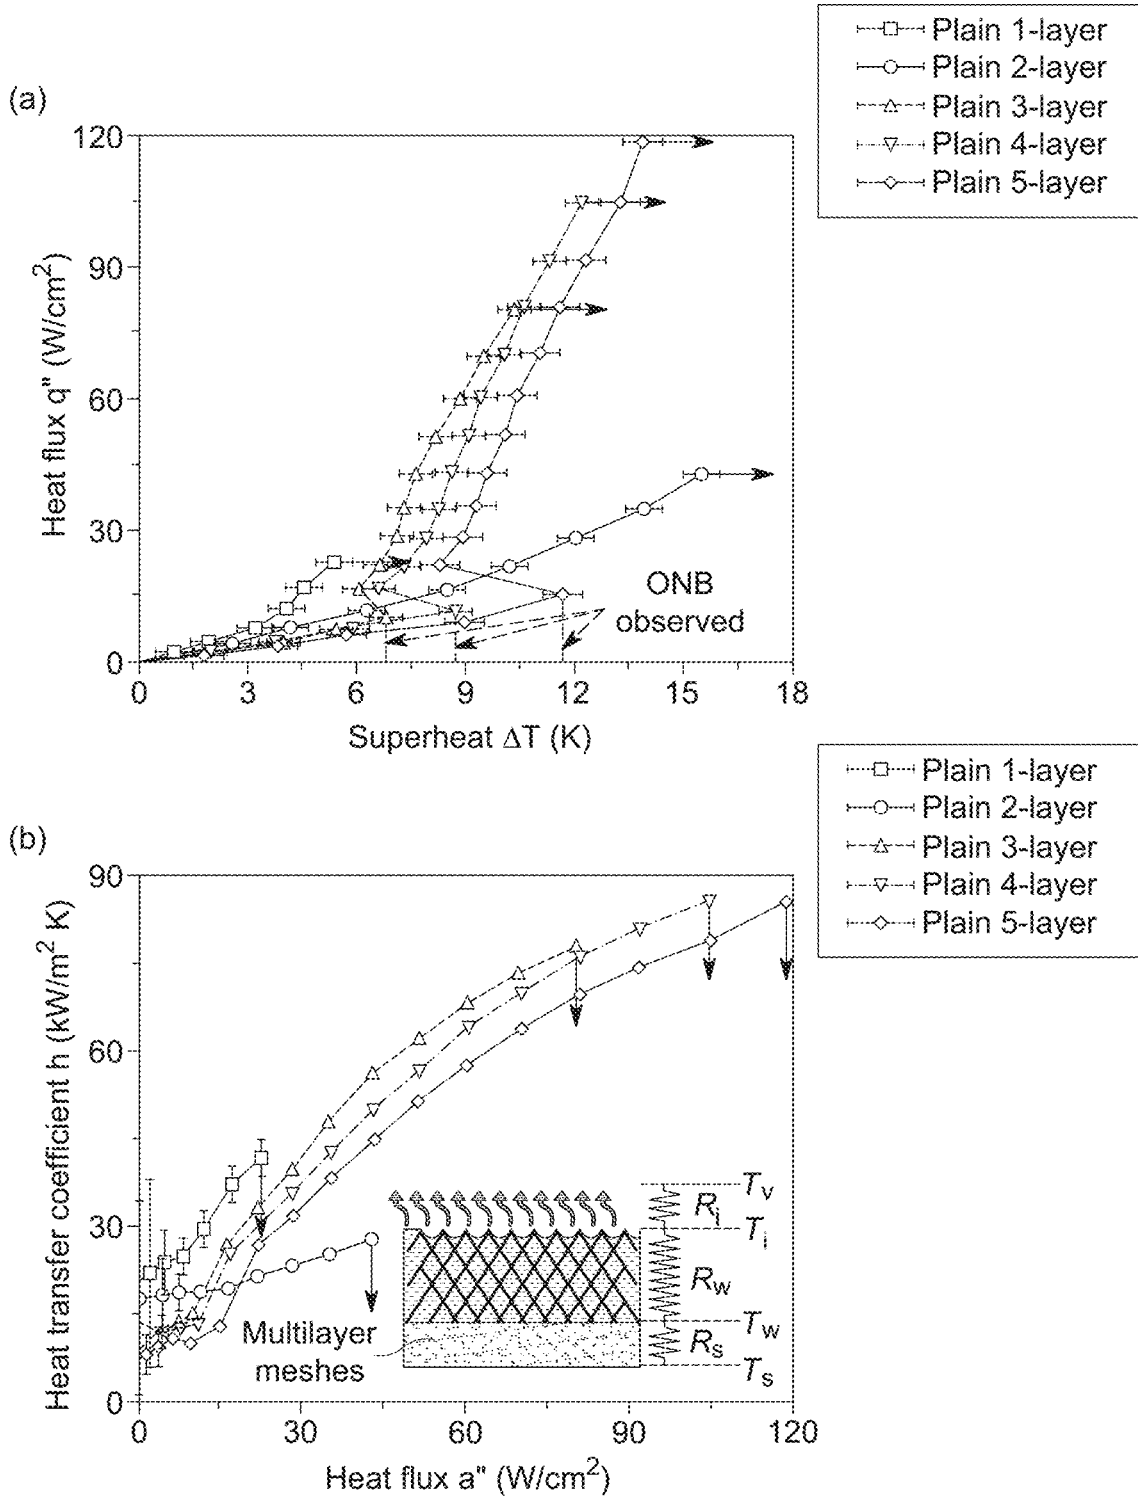 Plain 1-layer
Plain 2-layer
Plain 3-layer
Plain 4-layer
Plain 5-layer
(a)
120
90
60
30
0
Heat flux q" (W/cm²)
ONB
observed
0 3 6 9 12 15 18
Superheat ΔT (K)
Plain 1-layer
Plain 2-layer
Plain 3-layer
Plain 4-layer
Plain 5-layer
(b)
90
60
30
0
Heat transfer coefficient h (kW/m² K)
Multilayer
meshes
Tv
Ri
Ti
Rw
Tw
Rs
Ts
0 30 60 90 120
Heat flux a" (W/cm²)